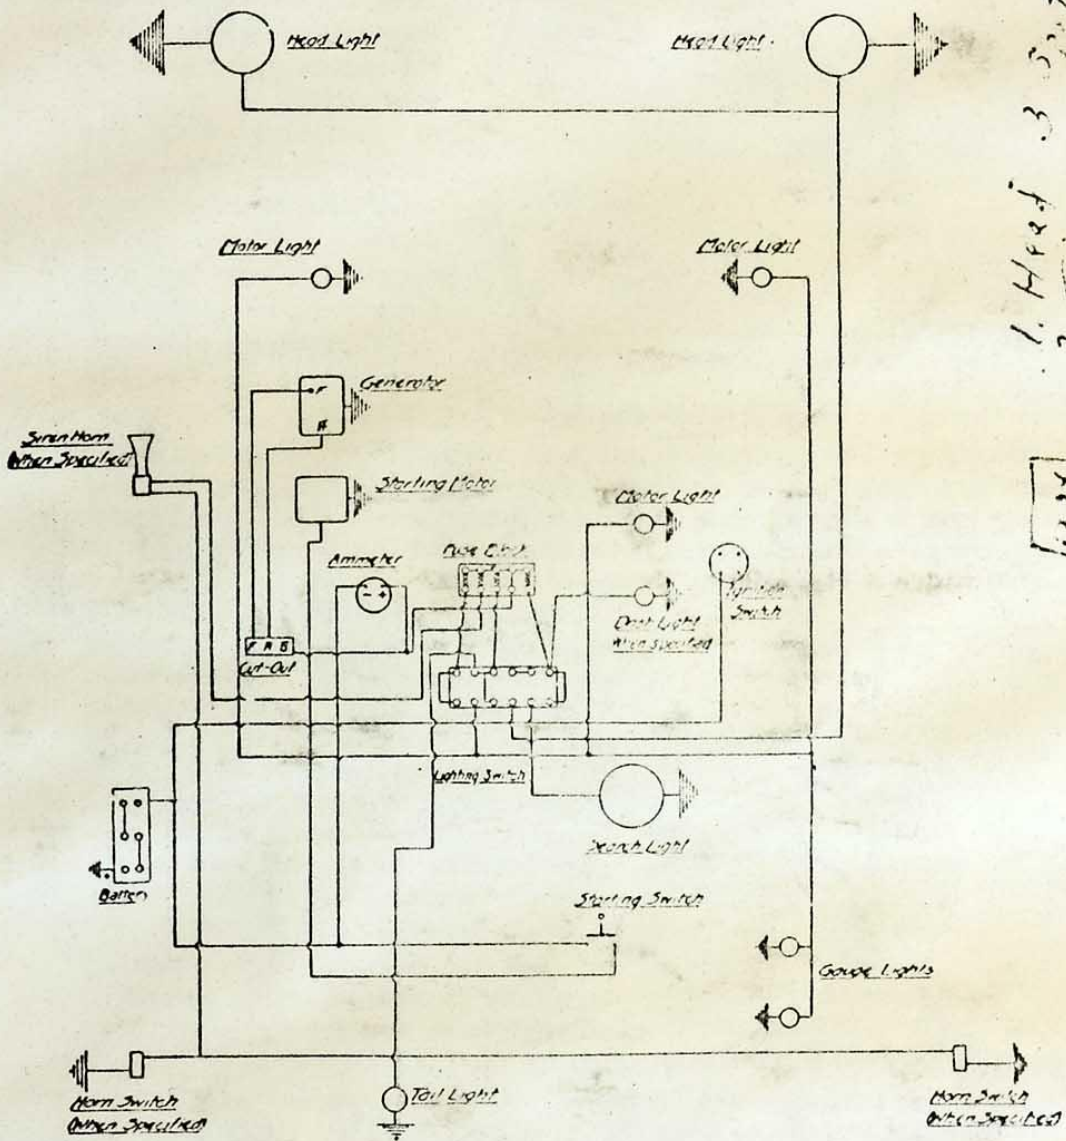 Head Light
Head Light
1. Head .3
Motor Light
Motor Light
F
Generator
A
Siren Horn
(When Specified)
Starting Motor
Motor Light
Ammeter
Fuse Block
- +
Ignition
Switch
Dash Light
When Specified
F A B
Cut-Out
Lighting Switch
Search Light
Battery
Starting Switch
Gauge Lights
Horn Switch
(When Specified)
Tail Light
Horn Switch
(When Specified)